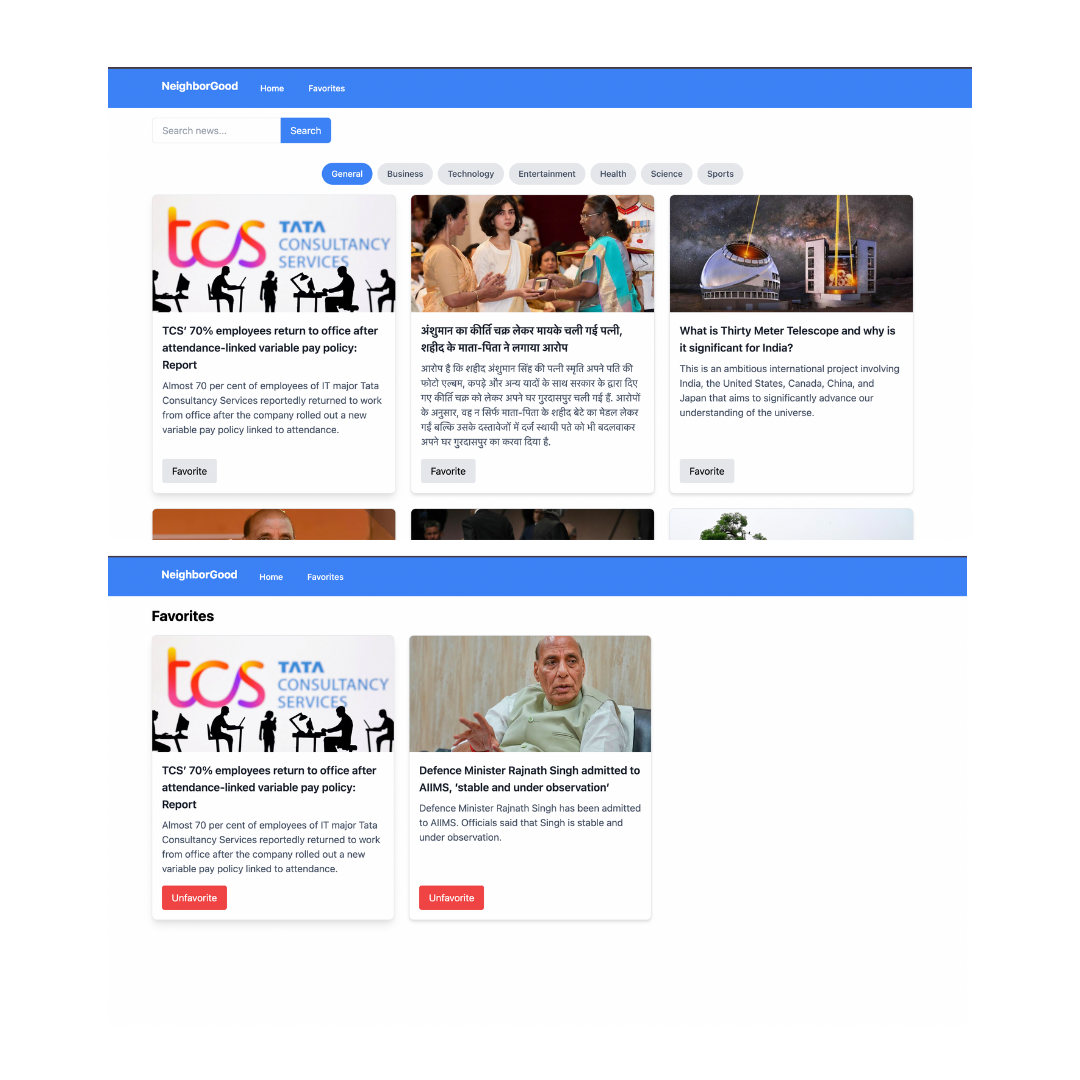 NeighborGood
Home
Favorites
Search news...
Search
General
Business
Technology
Entertainment
Health
Science
Sports
tcs TATA
CONSULTANCY
SERVICES
TCS’ 70% employees return to office after
attendance-linked variable pay policy:
Report
Almost 70 per cent of employees of IT major Tata
Consultancy Services reportedly returned to work
from office after the company rolled out a new
variable pay policy linked to attendance.
Favorite
अंशुमान का कीर्ति चक्र लेकर मायके चली गई पत्नी,
शहीद के माता-पिता ने लगाया आरोप
आरोप है कि शहीद अंशुमान सिंह की पत्नी स्मृति अपने पति की
फोटो एल्बम, कपड़े और अन्य यादों के साथ सरकार के द्वारा दिए
गए कीर्ति चक्र को लेकर अपने घर गुरदासपुर चली गई हैं. आरोपों
के अनुसार, वह न सिर्फ माता-पिता के शहीद बेटे का मेडल लेकर
गईं बल्कि उसके दस्तावेजों में दर्ज स्थायी पते को भी बदलवाकर
अपने घर गुरदासपुर का करवा दिया है.
Favorite
What is Thirty Meter Telescope and why is
it significant for India?
This is an ambitious international project involving
India, the United States, Canada, China, and
Japan that aims to significantly advance our
understanding of the universe.
Favorite
NeighborGood
Home
Favorites
Favorites
tcs TATA
CONSULTANCY
SERVICES
TCS’ 70% employees return to office after
attendance-linked variable pay policy:
Report
Almost 70 per cent of employees of IT major Tata
Consultancy Services reportedly returned to work
from office after the company rolled out a new
variable pay policy linked to attendance.
Unfavorite
Defence Minister Rajnath Singh admitted to
AIIMS, ‘stable and under observation’
Defence Minister Rajnath Singh has been admitted
to AIIMS. Officials said that Singh is stable and
under observation.
Unfavorite